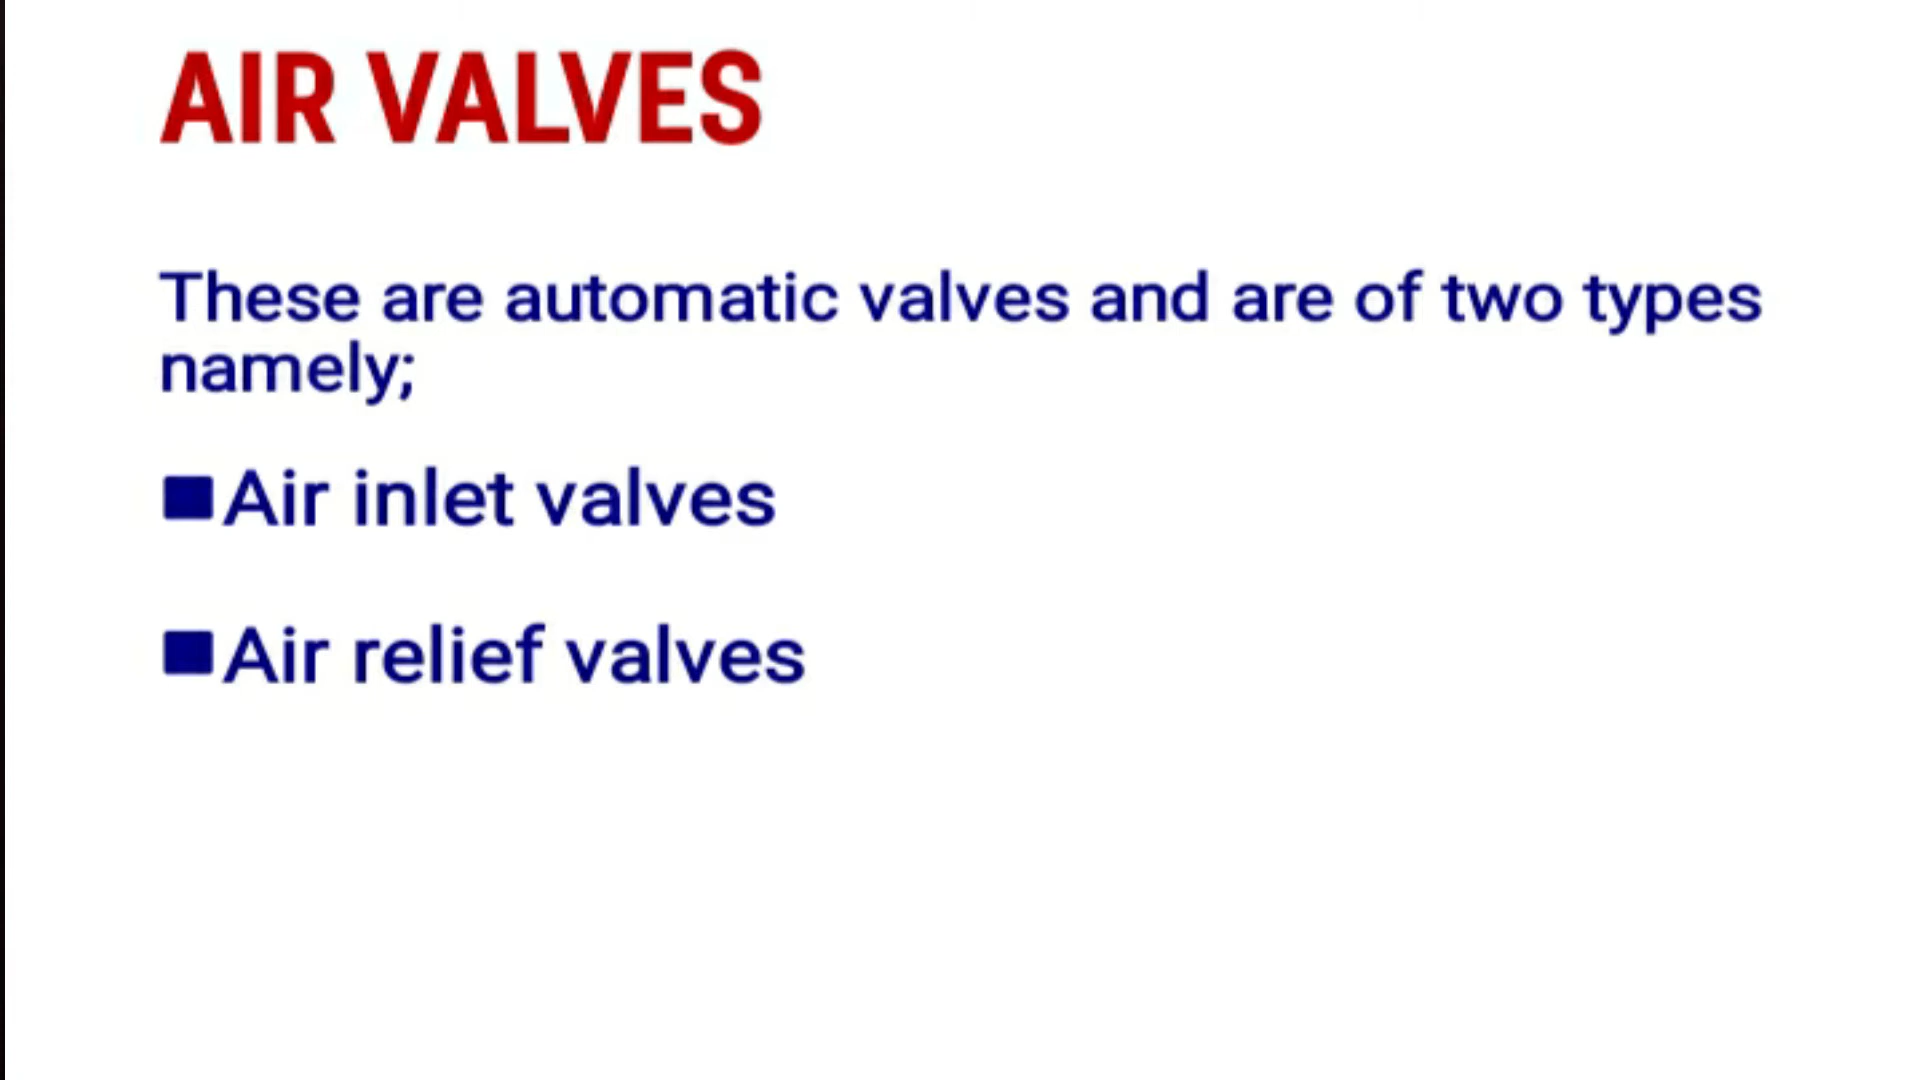 AIR VALVES
These are automatic valves and are of two types
namely;
■Air inlet valves
■Air relief valves